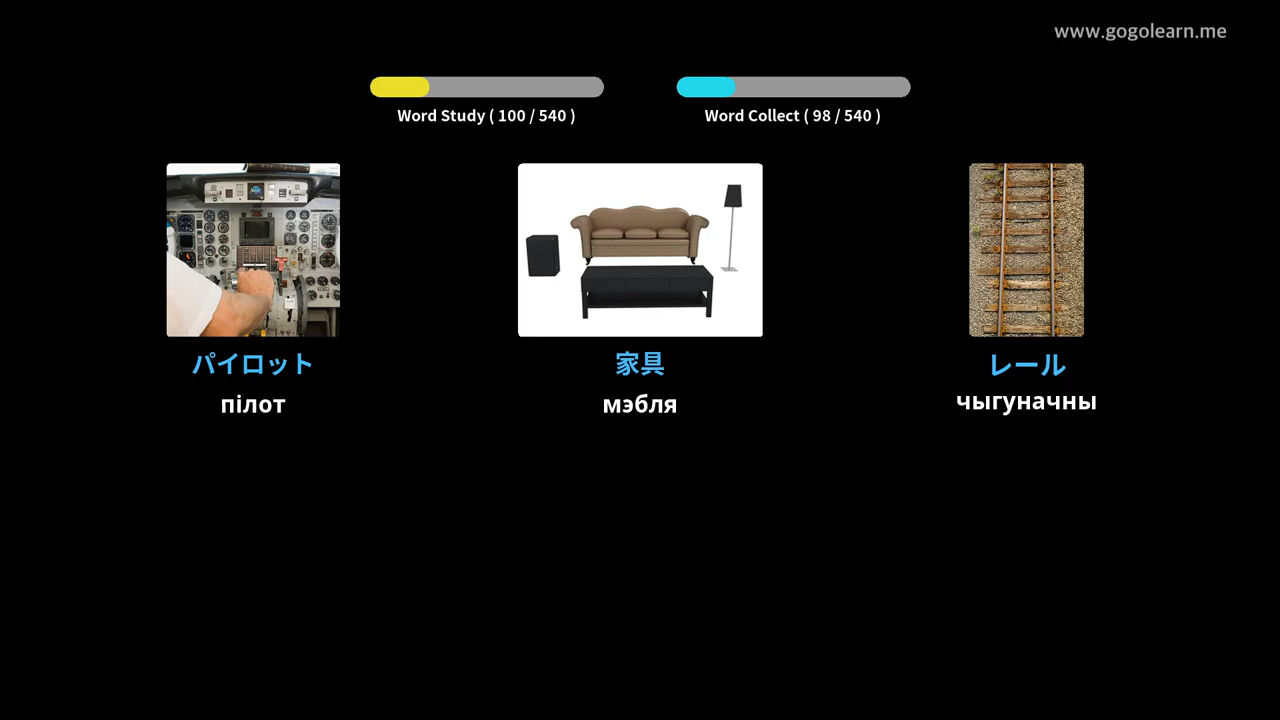 www.gogolearn.me
Word Study ( 100 / 540 )
Word Collect ( 98 / 540 )
パイロット
家具
レール
пілот
мэбля
чыгуначны